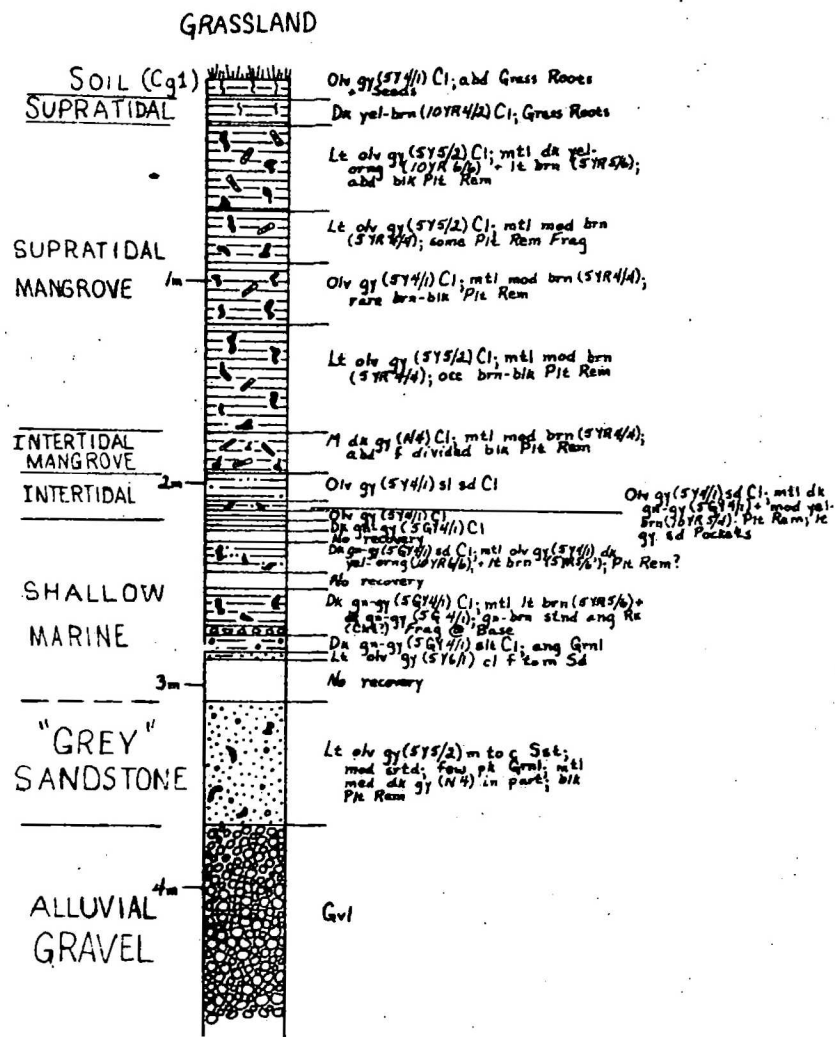 GRASSLAND
SOIL (Cg1)
Olv gy (5Y4/1) Cl; abd Grass Roots
+ Seeds
SUPRATIDAL
Dk yel-brn (10YR4/2) Cl; Grass Roots
Lt olv gy (5Y5/2) Cl; mtl dk yel-
orng (10YR 6/6) + lt brn (5YR5/6);
abd blk Plt Rem
Lt olv gy (5Y5/2) Cl; mtl mod brn
(5YR4/4); some Plt Rem Frag
SUPRATIDAL
MANGROVE
1m
Olv gy (5Y4/1) Cl; mtl mod brn (5YR4/4);
rare brn-blk Plt Rem
Lt olv gy (5Y5/2) Cl; mtl mod brn
(5YR4/4); occ brn-blk Plt Rem
INTERTIDAL
MANGROVE
M dk gy (N4) Cl; mtl mod brn (5YR4/4);
abd f divided blk Plt Rem
INTERTIDAL
2m
Olv gy (5Y4/1) sl sd Cl
Olv gy (5Y4/1) sd Cl; mtl dk
gn-gy (5GY4/1) + mod yel-
brn (10YR5/4). Plt Rem; lt
gy sd Pockets
Olv gy (5Y4/1) Cl
Dk gn-gy (5GY4/1) Cl
No recovery
Dk gn-gy (5GY4/1) sd Cl; mtl olv gy (5Y4/1) dk
yel-orng (10YR6/6) + lt brn (5YR5/6); Plt Rem?
No recovery
SHALLOW
MARINE
Dk gn-gy (5GY4/1) Cl; mtl lt brn (5YR5/6) +
gn-gy (5G4/1); gn-brn stnd ang Rx
Frag @ Base
Dk gn-gy (5GY4/1) slt Cl; ang Grnl
Lt olv gy (5Y6/1) cl f to m Sd
3m
No recovery
"GREY"
SANDSTONE
Lt olv gy (5Y5/2) m to c Sst;
mod srtd; few pk Grnl; mtl
med dk gy (N4) in part; blk
Plt Rem
4m
ALLUVIAL
GRAVEL
Gvl